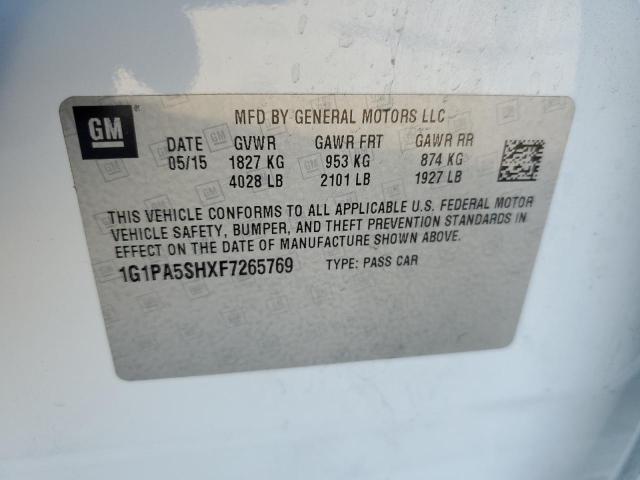 GM
MFD BY GENERAL MOTORS LLC
DATE GVWR GAWR FRT GAWR RR
05/15 1827 KG 953 KG 874 KG
4028 LB 2101 LB 1927 LB
THIS VEHICLE CONFORMS TO ALL APPLICABLE U.S. FEDERAL MOTOR
VEHICLE SAFETY, BUMPER, AND THEFT PREVENTION STANDARDS IN
EFFECT ON THE DATE OF MANUFACTURE SHOWN ABOVE.
1G1PA5SHXF7265769 TYPE: PASS CAR